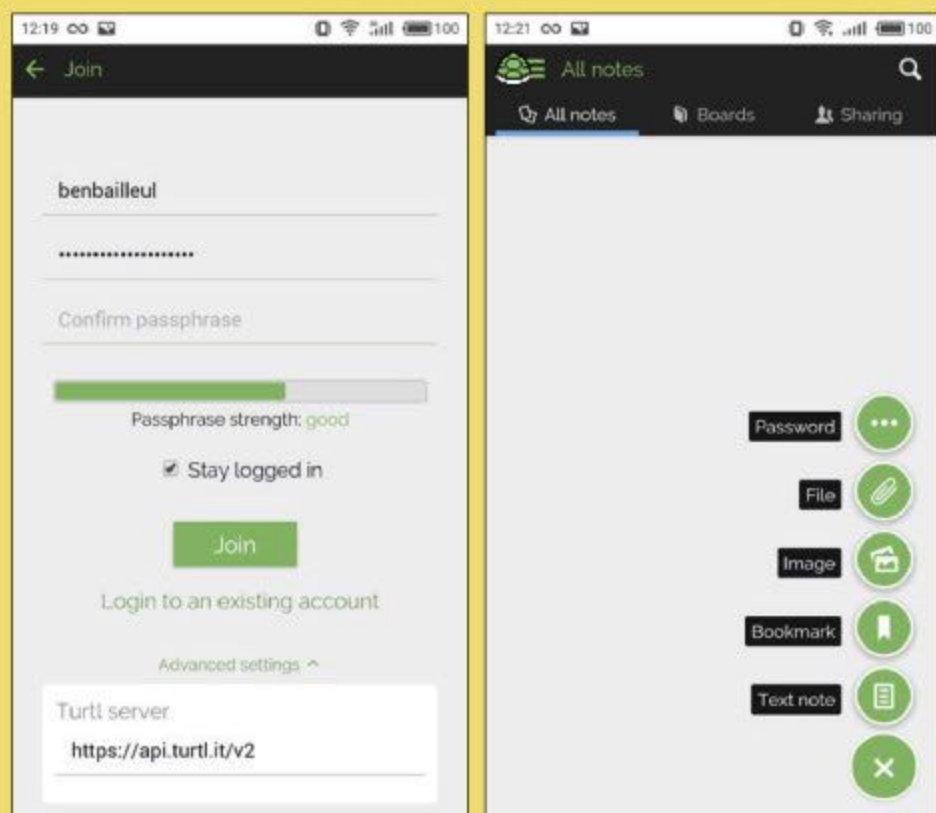 12:19
100
Join
benbailleul
••••••••••••••••••••
Confirm passphrase
Passphrase strength: good
Stay logged in
Join
Login to an existing account
Advanced settings ^
Turtl server
https://api.turtl.it/v2
12:21
100
All notes
All notes
Boards
Sharing
Password
File
Image
Bookmark
Text note